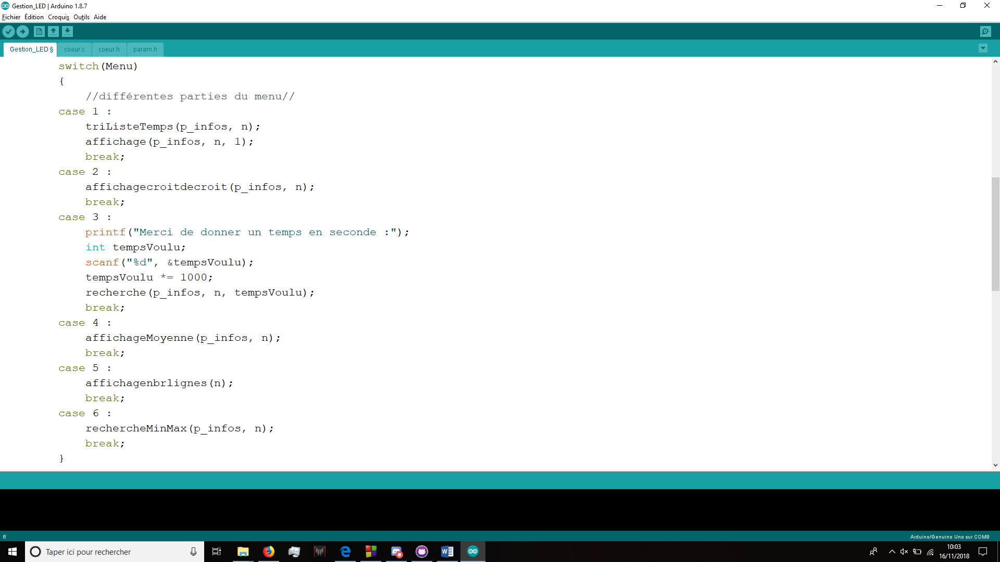 Gestion_LED | Arduino 1.8.7
Fichier Édition Croquis Outils Aide
Gestion_LED § coeur.c coeur.h param.h
switch(Menu)
{
//différentes parties du menu//
case 1 :
triListeTemps(p_infos, n);
affichage(p_infos, n, 1);
break;
case 2 :
affichagecroitdecroit(p_infos, n);
break;
case 3 :
printf("Merci de donner un temps en seconde :");
int tempsVoulu;
scanf("%d", &tempsVoulu);
tempsVoulu *= 1000;
recherche(p_infos, n, tempsVoulu);
break;
case 4 :
affichageMoyenne(p_infos, n);
break;
case 5 :
affichagenbrlignes(n);
break;
case 6 :
rechercheMinMax(p_infos, n);
break;
}
6 Arduino/Genuino Uno sur COM8
Taper ici pour rechercher
10:03
16/11/2018